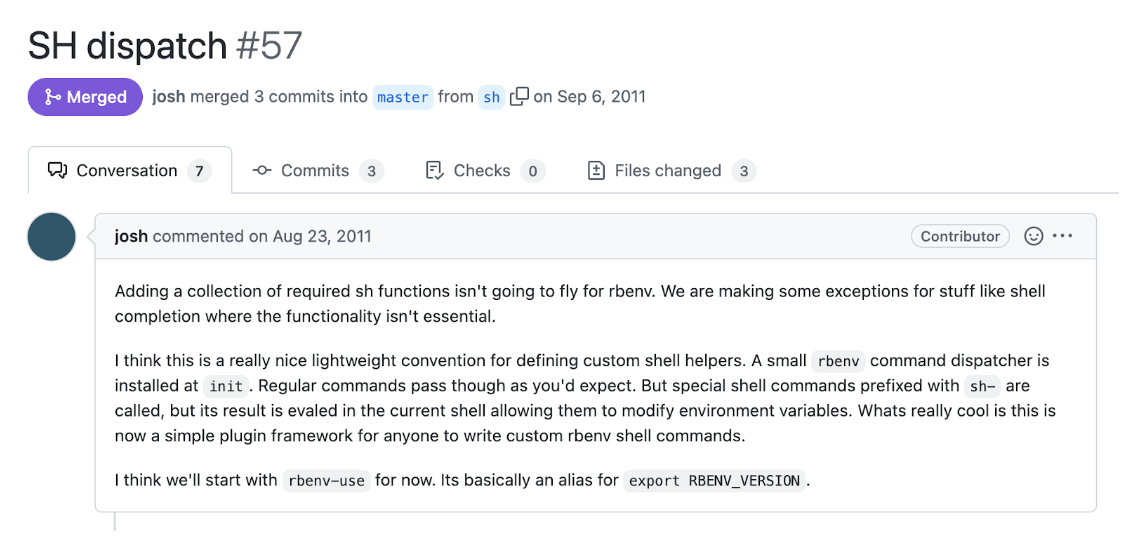 SH dispatch #57
Merged josh merged 3 commits into master from sh on Sep 6, 2011
Conversation 7 Commits 3 Checks 0 Files changed 3
josh commented on Aug 23, 2011 Contributor
Adding a collection of required sh functions isn't going to fly for rbenv. We are making some exceptions for stuff like shell
completion where the functionality isn't essential.
I think this is a really nice lightweight convention for defining custom shell helpers. A small rbenv command dispatcher is
installed at init. Regular commands pass though as you'd expect. But special shell commands prefixed with sh- are
called, but its result is evaled in the current shell allowing them to modify environment variables. Whats really cool is this is
now a simple plugin framework for anyone to write custom rbenv shell commands.
I think we'll start with rbenv-use for now. Its basically an alias for export RBENV_VERSION.